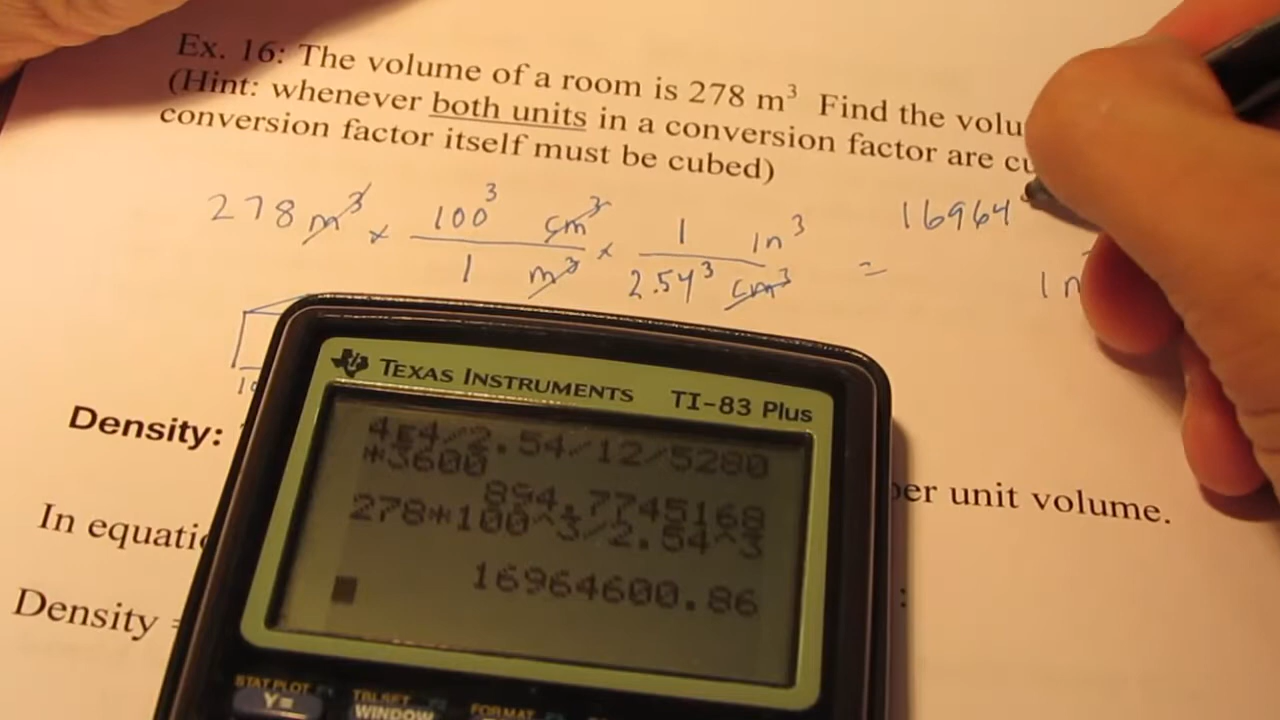 Ex. 16: The volume of a room is 278 m³ Find the volu
(Hint: whenever both units in a conversion factor are cu
conversion factor itself must be cubed)
278 m³ × 100³ cm³ / 1 m³ × 1 in³ / 2.54³ cm³ = 16964
in
TEXAS INSTRUMENTS TI-83 Plus
4E4/2.54/12/5280
*3600
894.7745168
278*100^3/2.54^3
16964600.86
Density:
per unit volume.
In equati
Density =
:
STAT PLOT TBLSET FORMAT
Y= WINDOW